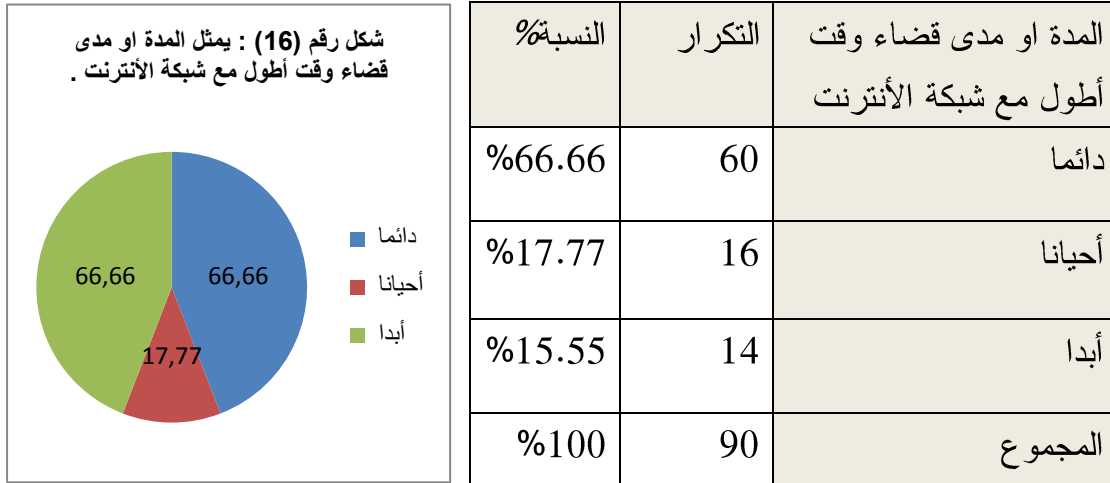 شكل رقم (16) : يمثل المدة او مدى
قضاء وقت أطول مع شبكة الأنترنت .
66,66
66,66
17,77
دائما
أحيانا
أبدا
المدة او مدى قضاء وقت أطول مع شبكة الأنترنت التكرار النسبة%
دائما 60 66.66%
أحيانا 16 17.77%
أبدا 14 15.55%
المجموع 90 100%